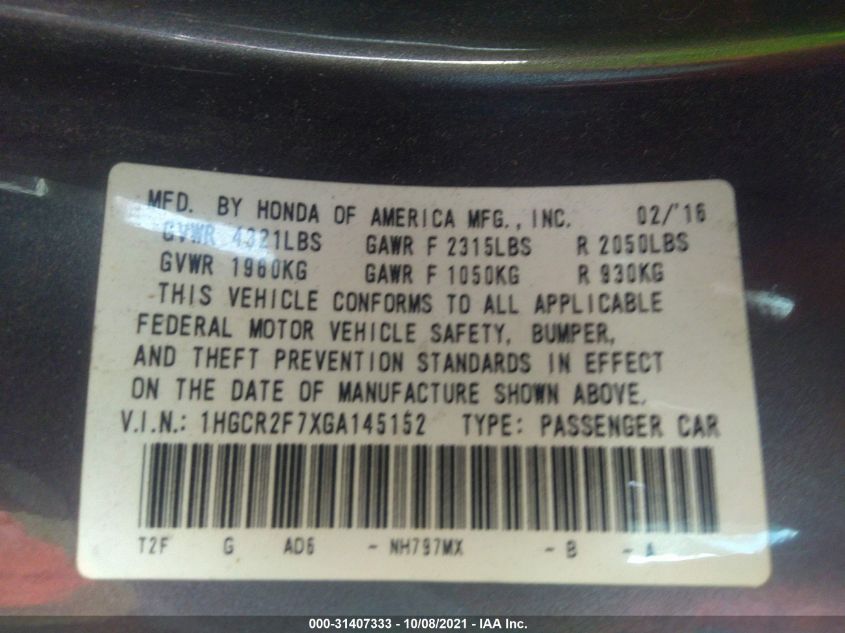 MFD. BY HONDA OF AMERICA MFG., INC. 02/'16
GVWR 4321LBS GAWR F 2315LBS R 2050LBS
GVWR 1960KG GAWR F 1050KG R 930KG
THIS VEHICLE CONFORMS TO ALL APPLICABLE
FEDERAL MOTOR VEHICLE SAFETY, BUMPER,
AND THEFT PREVENTION STANDARDS IN EFFECT
ON THE DATE OF MANUFACTURE SHOWN ABOVE.
V.I.N.: 1HGCR2F7XGA145152 TYPE: PASSENGER CAR
T2F G AD6 - NH797MX - B - A
000-31407333 - 10/08/2021 - IAA Inc.